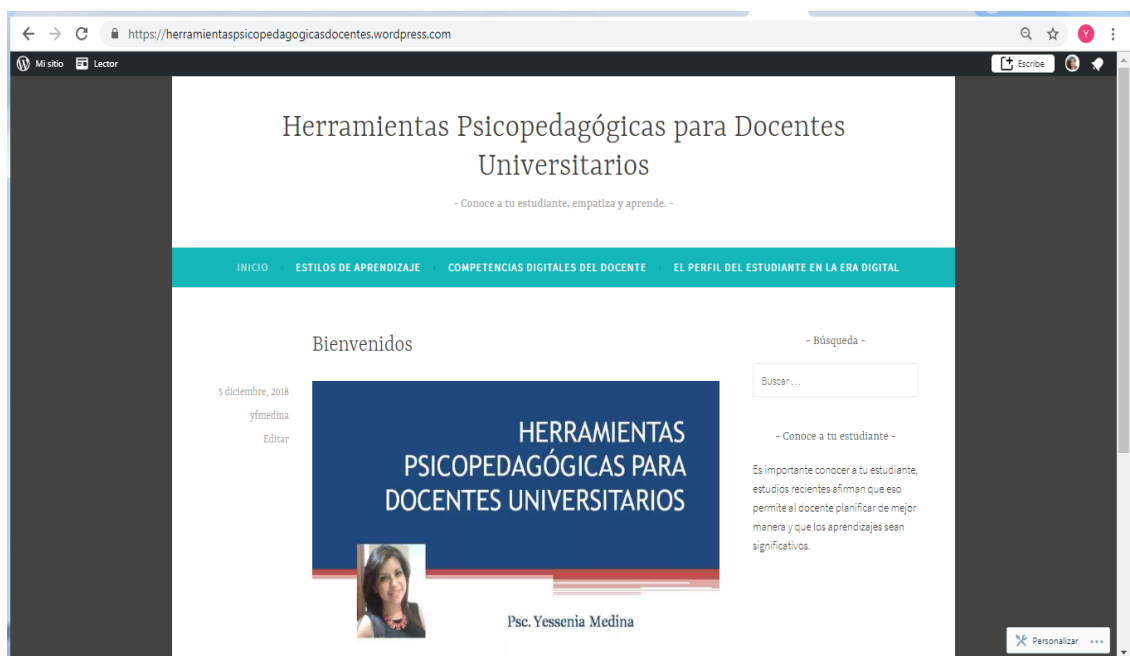 https://herramientaspsicopedagogicasdocentes.wordpress.com
Y
Mi sitio
Lector
Escribe
Herramientas Psicopedagógicas para Docentes
Universitarios
- Conoce a tu estudiante, empatiza y aprende. -
INICIO
ESTILOS DE APRENDIZAJE
COMPETENCIAS DIGITALES DEL DOCENTE
EL PERFIL DEL ESTUDIANTE EN LA ERA DIGITAL
Bienvenidos
5 diciembre, 2018
yfmedina
Editar
HERRAMIENTAS
PSICOPEDAGÓGICAS PARA
DOCENTES UNIVERSITARIOS
Psc. Yessenia Medina
- Búsqueda -
Buscar ...
- Conoce a tu estudiante -
Es importante conocer a tu estudiante,
estudios recientes afirman que eso
permite al docente planificar de mejor
manera y que los aprendizajes sean
significativos.
Personalizar